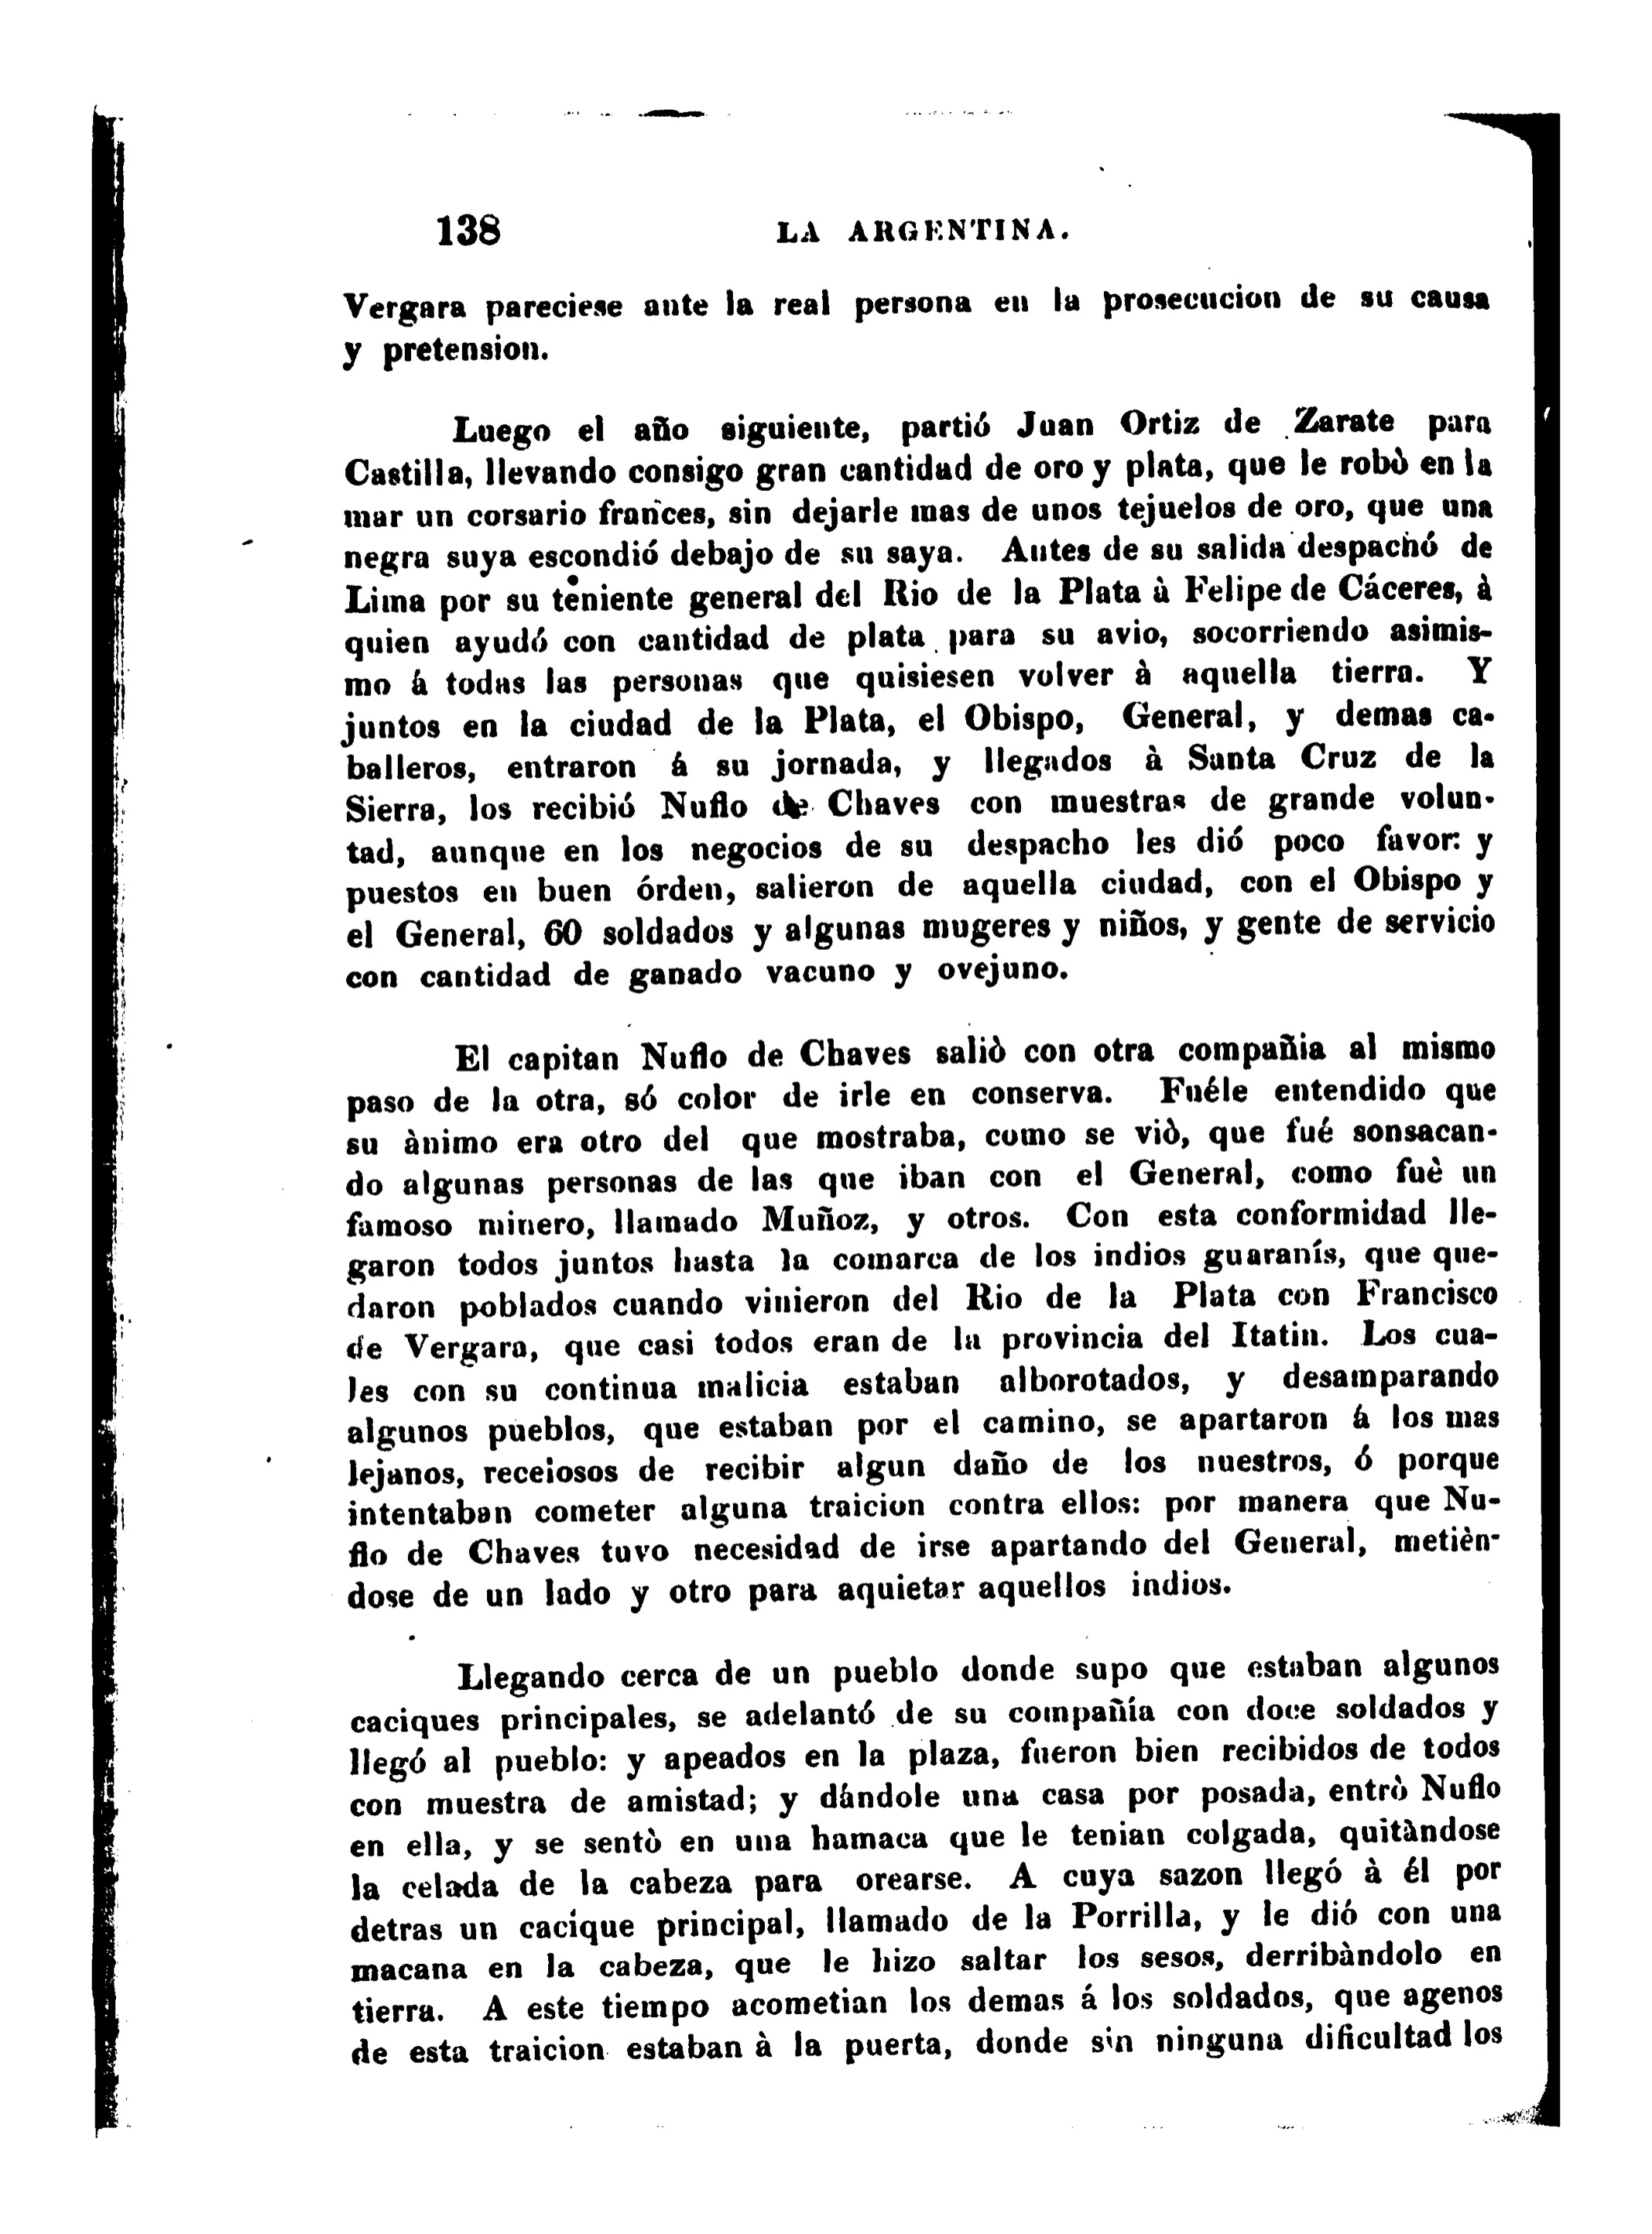 138 LA ARGENTINA.
Vergara pareciese ante la real persona en la prosecucion de su causa
y pretension.
Luego el año siguiente, partió Juan Ortiz de Zarate para
Castilla, llevando consigo gran cantidad de oro y plata, que le robò en la
mar un corsario frances, sin dejarle mas de unos tejuelos de oro, que una
negra suya escondió debajo de su saya. Antes de su salida despachó de
Lima por su teniente general del Rio de la Plata à Felipe de Cáceres, à
quien ayudó con cantidad de plata para su avio, socorriendo asimis-
mo á todas las personas que quisiesen volver à aquella tierra. Y
juntos en la ciudad de la Plata, el Obispo, General, y demas ca-
balleros, entraron á su jornada, y llegados à Santa Cruz de la
Sierra, los recibió Nuflo de Chaves con muestras de grande volun-
tad, aunque en los negocios de su despacho les dió poco favor: y
puestos en buen órden, salieron de aquella ciudad, con el Obispo y
el General, 60 soldados y algunas mugeres y niños, y gente de servicio
con cantidad de ganado vacuno y ovejuno.
El capitan Nuflo de Chaves saliò con otra compañia al mismo
paso de la otra, só color de irle en conserva. Fuéle entendido que
su ànimo era otro del que mostraba, como se viò, que fué sonsacan-
do algunas personas de las que iban con el General, como fuè un
famoso minero, llamado Muñoz, y otros. Con esta conformidad lle-
garon todos juntos hasta la comarca de los indios guaranís, que que-
daron poblados cuando vinieron del Rio de la Plata con Francisco
de Vergara, que casi todos eran de la provincia del Itatin. Los cua-
les con su continua malicia estaban alborotados, y desamparando
algunos pueblos, que estaban por el camino, se apartaron á los mas
lejanos, recelosos de recibir algun daño de los nuestros, ó porque
intentaban cometer alguna traicion contra ellos: por manera que Nu-
flo de Chaves tuvo necesidad de irse apartando del General, metièn-
dose de un lado y otro para aquietar aquellos indios.
Llegando cerca de un pueblo donde supo que estaban algunos
caciques principales, se adelantó de su compañía con doce soldados y
llegó al pueblo: y apeados en la plaza, fueron bien recibidos de todos
con muestra de amistad; y dándole una casa por posada, entrò Nuflo
en ella, y se sentò en una hamaca que le tenian colgada, quitàndose
la celada de la cabeza para orearse. A cuya sazon llegó à él por
detras un cacique principal, llamado de la Porrilla, y le dió con una
macana en la cabeza, que le hizo saltar los sesos, derribàndolo en
tierra. A este tiempo acometian los demas á los soldados, que agenos
de esta traicion estaban à la puerta, donde sin ninguna dificultad los